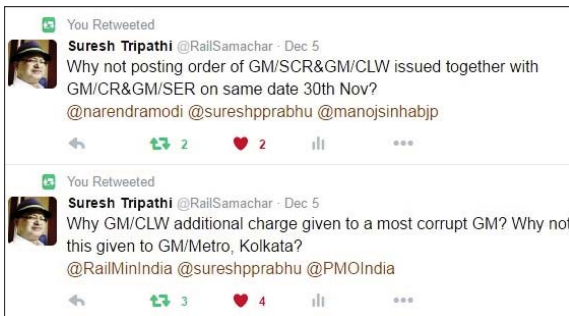 You Retweeted
Suresh Tripathi @RailSamachar · Dec 5
Why not posting order of GM/SCR&GM/CLW issued together with
GM/CR&GM/SER on same date 30th Nov?
@narendramodi @sureshpprabhu @manojsinhabjp
2 2
You Retweeted
Suresh Tripathi @RailSamachar · Dec 5
Why GM/CLW additional charge given to a most corrupt GM? Why not
this given to GM/Metro, Kolkata?
@RailMinIndia @sureshpprabhu @PMOIndia
3 4